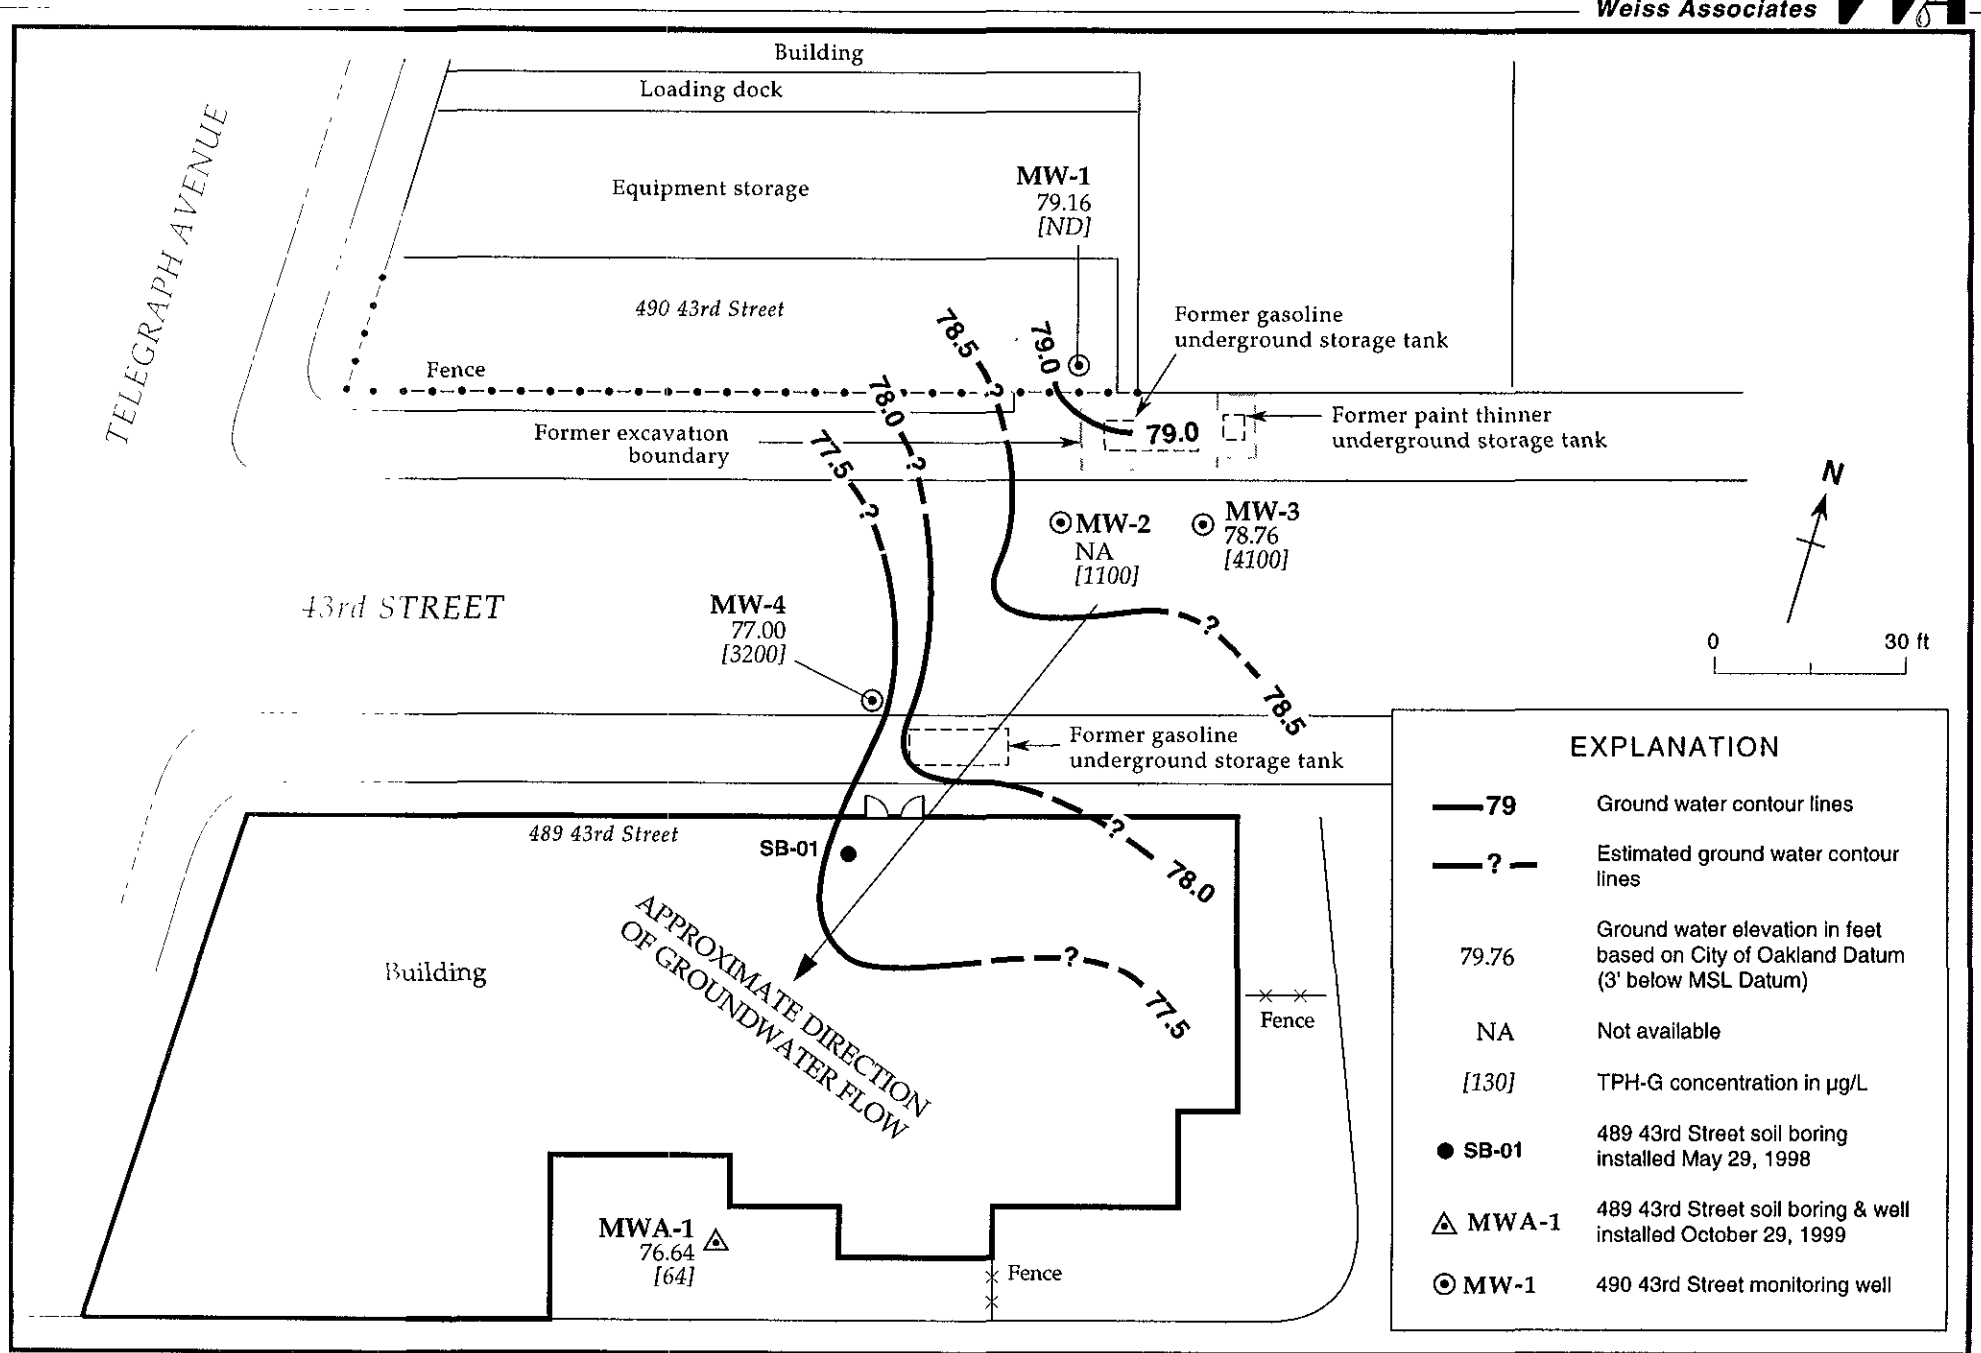 Weiss Associates
Building
Loading dock
TELEGRAPH AVENUE
Equipment storage
MW-1
79.16
[ND]
490 43rd Street
Former gasoline
underground storage tank
78.5
79.0
Fence
78.0
?
Former paint thinner
underground storage tank
Former excavation
boundary
79.0
77.5
?
?
N
MW-2
NA
[1100]
MW-3
78.76
[4100]
43rd STREET
MW-4
77.00
[3200]
?
0 30 ft
78.5
Former gasoline
underground storage tank
489 43rd Street
SB-01
?
78.0
APPROXIMATE DIRECTION
OF GROUNDWATER FLOW
Building
?
77.5
Fence
MWA-1
76.64
[64]
Fence
EXPLANATION
79 Ground water contour lines
? Estimated ground water contour
lines
79.76 Ground water elevation in feet
based on City of Oakland Datum
(3' below MSL Datum)
NA Not available
[130] TPH-G concentration in µg/L
SB-01 489 43rd Street soil boring
installed May 29, 1998
MWA-1 489 43rd Street soil boring & well
installed October 29, 1999
MW-1 490 43rd Street monitoring well